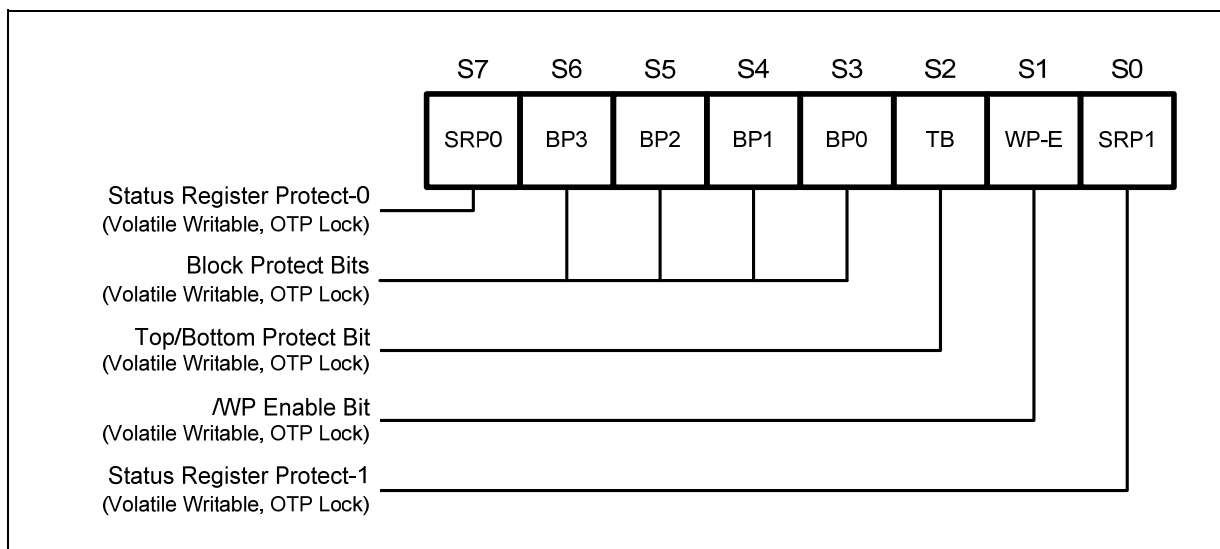 S7 S6 S5 S4 S3 S2 S1 S0
SRP0 BP3 BP2 BP1 BP0 TB WP-E SRP1
Status Register Protect-0
(Volatile Writable, OTP Lock)
Block Protect Bits
(Volatile Writable, OTP Lock)
Top/Bottom Protect Bit
(Volatile Writable, OTP Lock)
/WP Enable Bit
(Volatile Writable, OTP Lock)
Status Register Protect-1
(Volatile Writable, OTP Lock)